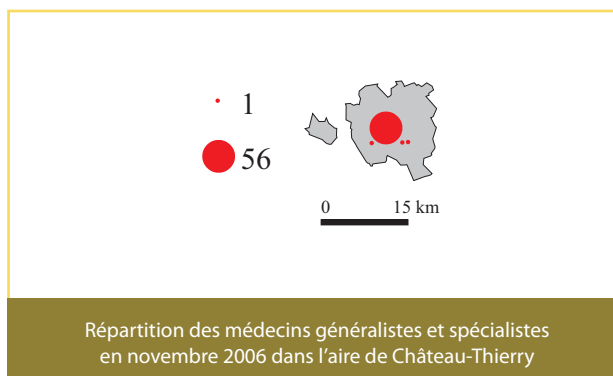 1
56
0 15 km
Répartition des médecins généralistes et spécialistes
en novembre 2006 dans l'aire de Château-Thierry